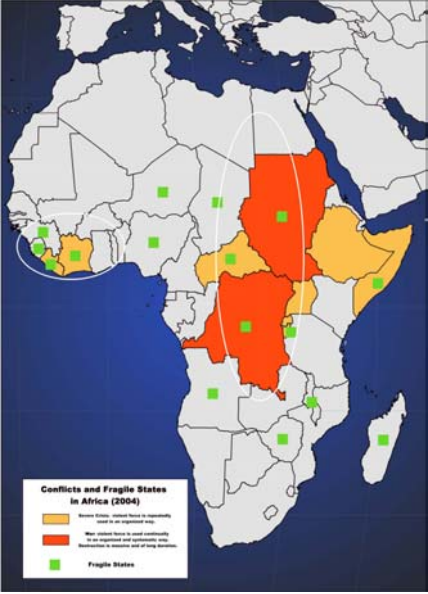 Conflicts and Fragile States
in Africa (2004)
Severe Crisis: violent force is repeatedly
used in an organized way.
War: violent force is used continually
in an organized and systematic way.
Destruction is massive and of long duration.
Fragile States